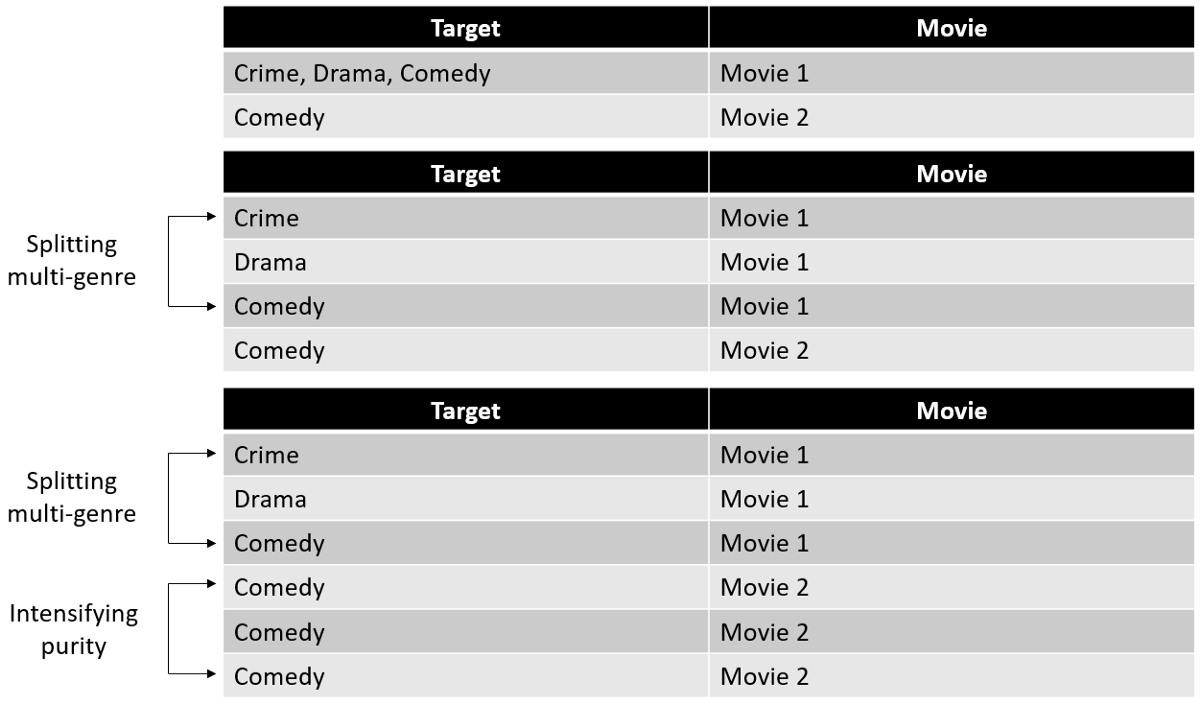 Target Movie
Crime, Drama, Comedy Movie 1
Comedy Movie 2
Target Movie
Splitting
multi-genre
Crime Movie 1
Drama Movie 1
Comedy Movie 1
Comedy Movie 2
Target Movie
Splitting
multi-genre
Crime Movie 1
Drama Movie 1
Comedy Movie 1
Intensifying
purity
Comedy Movie 2
Comedy Movie 2
Comedy Movie 2